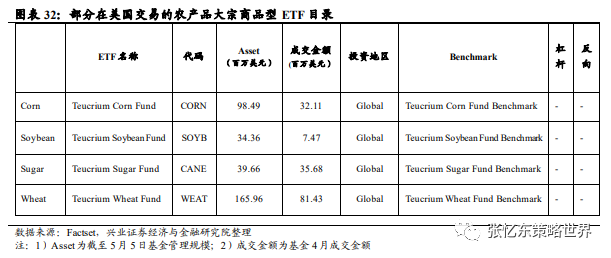 图表 32：部分在美国交易的农产品大宗商品型 ETF 目录
ETF 名称 代码 Asset（百万美元） 成交金额（百万美元） 投资地区 Benchmark 杠杆 反向
Corn Teucrium Corn Fund CORN 98.49 32.11 Global Teucrium Corn Fund Benchmark - -
Soybean Teucrium Soybean Fund SOYB 34.36 7.47 Global Teucrium Soybean Fund Benchmark - -
Sugar Teucrium Sugar Fund CANE 39.66 35.68 Global Teucrium Sugar Fund Benchmark - -
Wheat Teucrium Wheat Fund WEAT 165.96 81.43 Global Teucrium Wheat Fund Benchmark - -
数据来源：Factset，兴业证券经济与金融研究院整理
注：1）Asset 为截至 5 月 5 日基金管理规模；2）成交金额为基金 4 月成交金额
张忆东策略世界